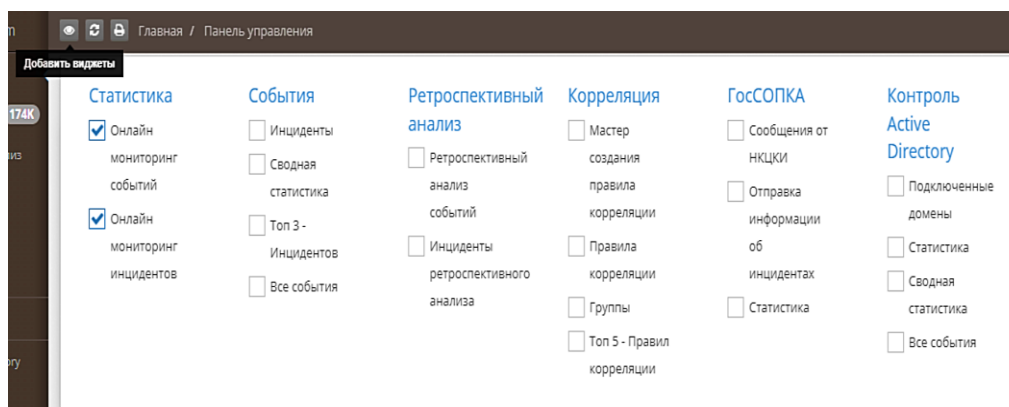 m
Главная / Панель управления
Добавить виджеты
174K
из
ory
Статистика
Онлайн
мониторинг
событий
Онлайн
мониторинг
инцидентов
События
Инциденты
Сводная
статистика
Топ 3 -
Инцидентов
Все события
Ретроспективный
анализ
Ретроспективный
анализ
событий
Инциденты
ретроспективного
анализа
Корреляция
Мастер
создания
правила
корреляции
Правила
корреляции
Группы
Топ 5 - Правил
корреляции
ГосСОПКА
Сообщения от
НКЦКИ
Отправка
информации
об
инцидентах
Статистика
Контроль
Active
Directory
Подключенные
домены
Статистика
Сводная
статистика
Все события